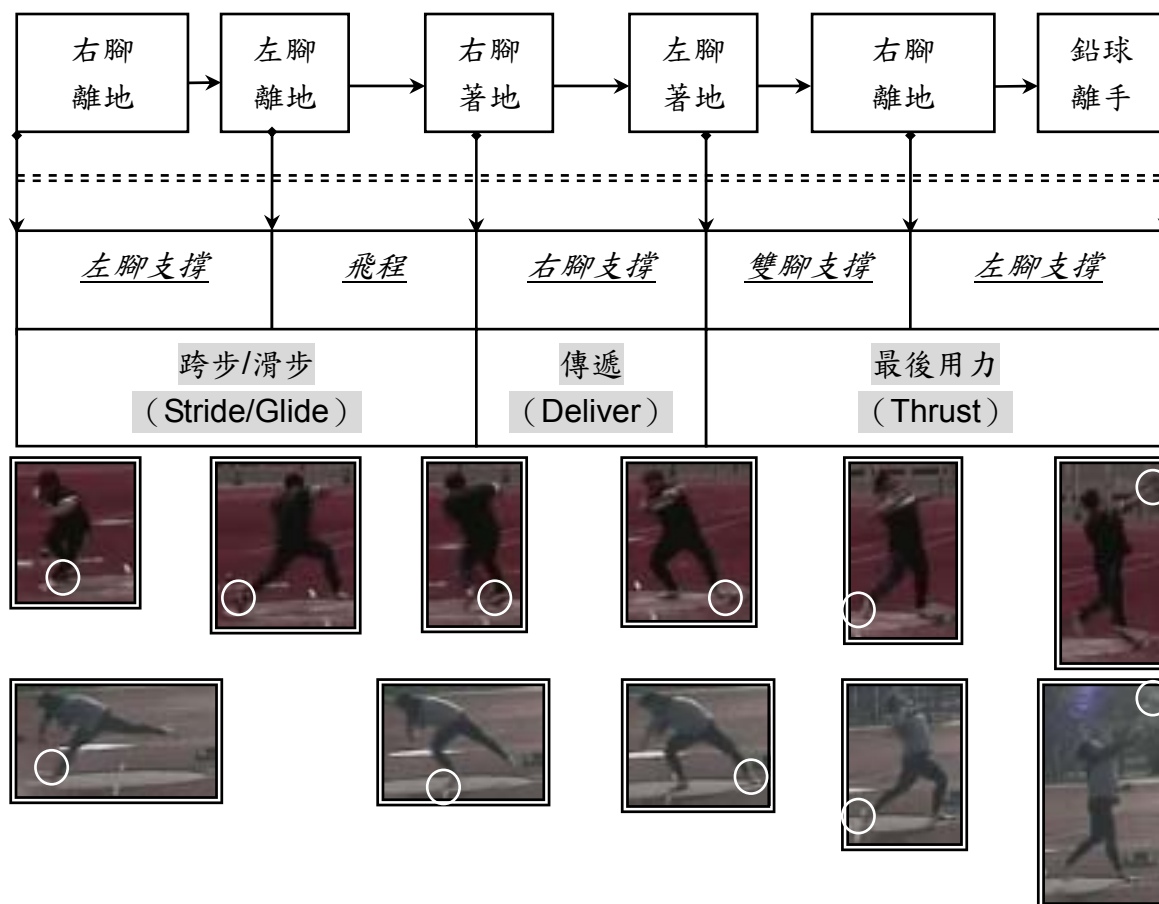 右腳
離地
左腳
離地
右腳
著地
左腳
著地
右腳
離地
鉛球
離手
左腳支撐
飛程
右腳支撐
雙腳支撐
左腳支撐
跨步/滑步
（Stride/Glide）
傳遞
（Deliver）
最後用力
（Thrust）